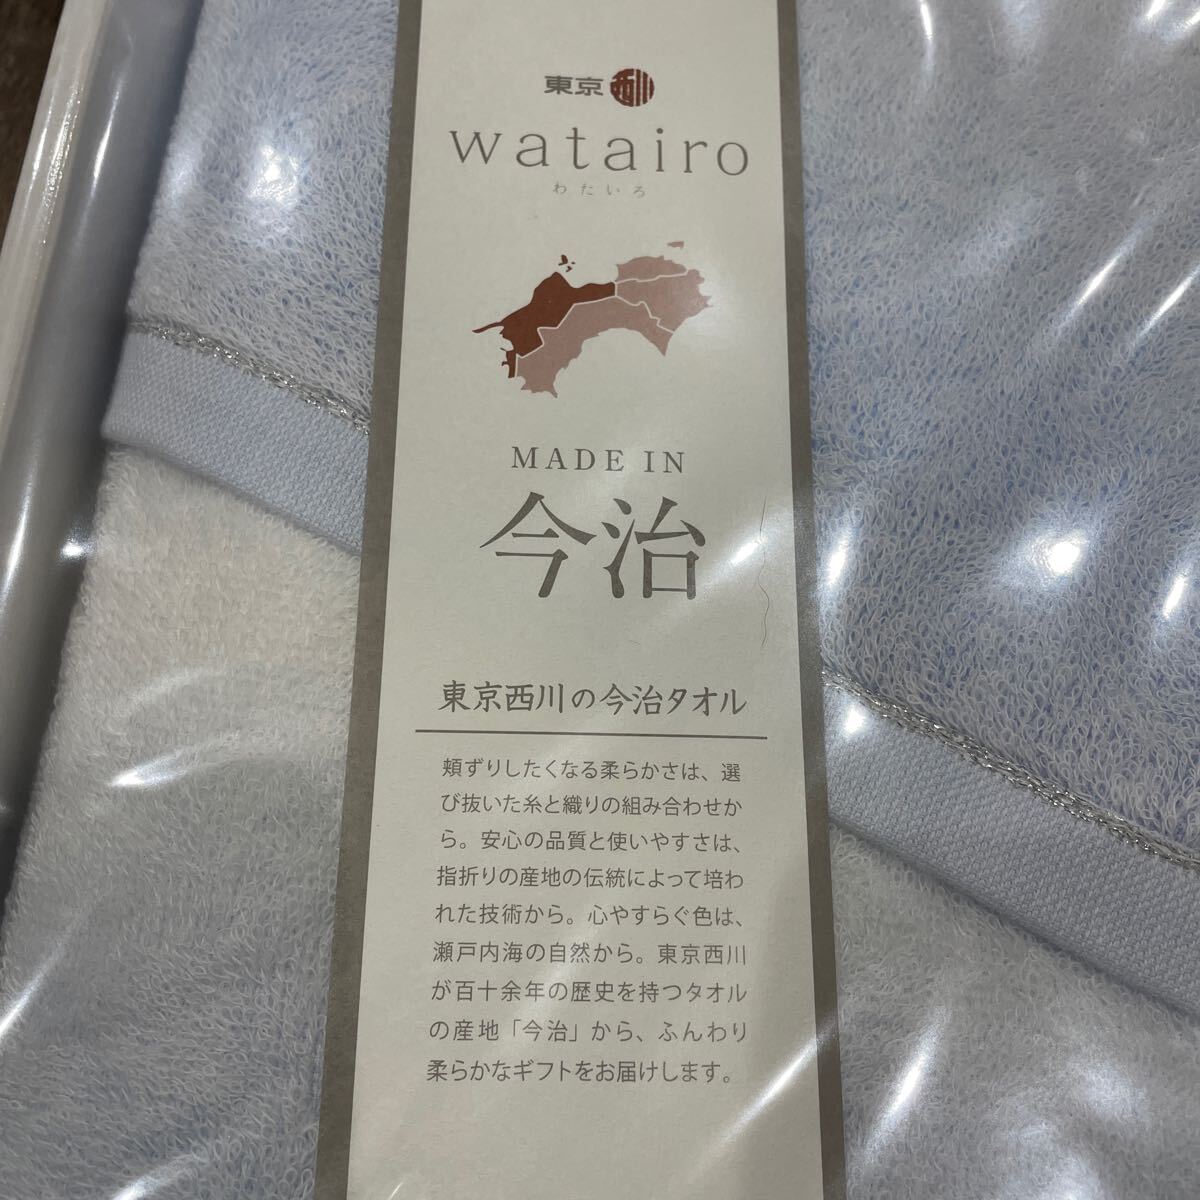 東京西川
watairo
わたいろ
MADE IN
今治
東京西川の今治タオル
頬ずりしたくなる柔らかさは、選
び抜いた糸と織りの組み合わせか
ら。安心の品質と使いやすさは、
指折りの産地の伝統によって培わ
れた技術から。心やすらぐ色は、
瀬戸内海の自然から。東京西川
が百十余年の歴史を持つタオル
の産地「今治」から、ふんわり
柔らかなギフトをお届けします。